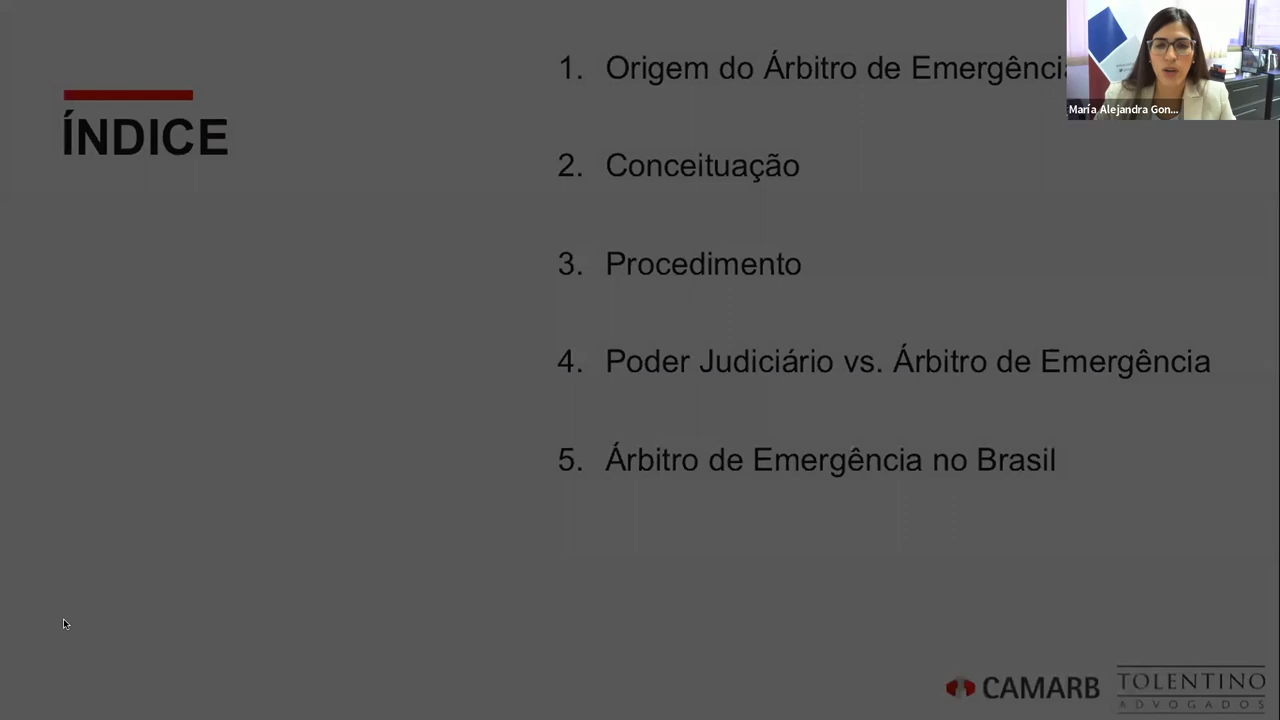 ÍNDICE
1. Origem do Árbitro de Emergênci
2. Conceituação
3. Procedimento
4. Poder Judiciário vs. Árbitro de Emergência
5. Árbitro de Emergência no Brasil
María Alejandra Gon...
CAMARB
TOLENTINO
ADVOGADOS